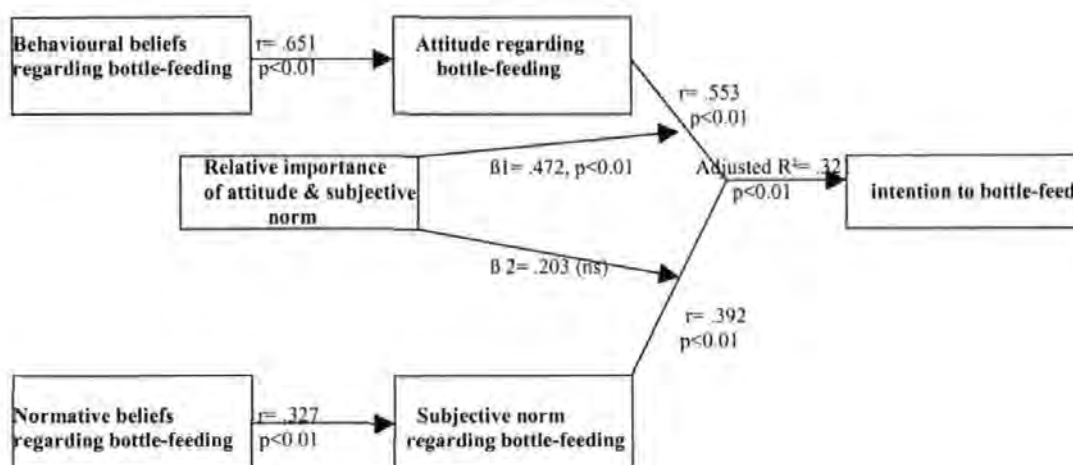 Behavioural beliefs
regarding bottle-feeding
r= .651
p<0.01
Attitude regarding
bottle-feeding
r= .553
p<0.01
Relative importance
of attitude & subjective
norm
ß1= .472, p<0.01
Adjusted R²= .32
p<0.01
intention to bottle-feed
ß 2= .203 (ns)
r= .392
p<0.01
Normative beliefs
regarding bottle-feeding
r= .327
p<0.01
Subjective norm
regarding bottle-feeding